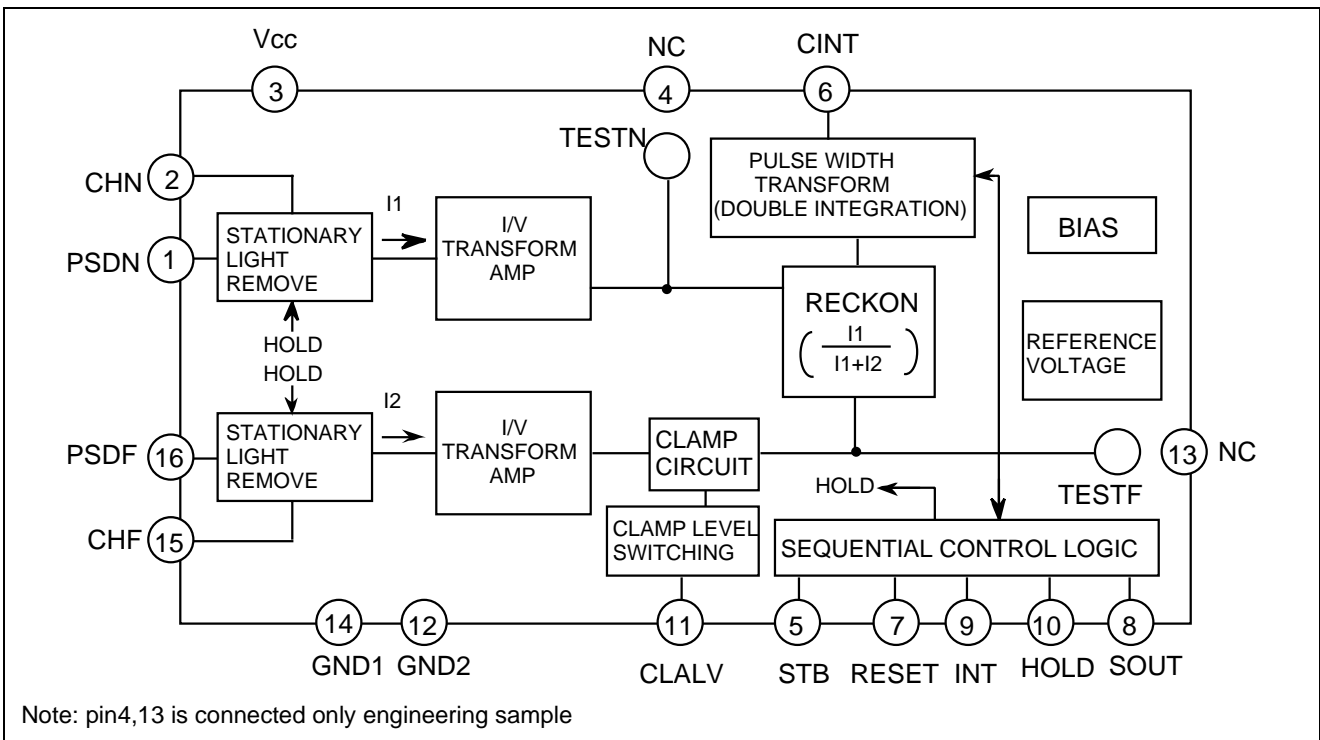 Vcc
NC
CINT
3
4
6
TESTN
CHN
2
PULSE WIDTH
TRANSFORM
(DOUBLE INTEGRATION)
I1
STATIONARY
LIGHT
REMOVE
I/V
TRANSFORM
AMP
BIAS
PSDN
1
RECKON
( I1
I1+I2 )
HOLD
HOLD
REFERENCE
VOLTAGE
I2
STATIONARY
LIGHT
REMOVE
I/V
TRANSFORM
AMP
CLAMP
CIRCUIT
PSDF
16
13
NC
TESTF
HOLD
CHF
15
CLAMP LEVEL
SWITCHING
SEQUENTIAL CONTROL LOGIC
14
12
11
5
7
9
10
8
GND1
GND2
CLALV
STB
RESET
INT
HOLD
SOUT
Note: pin4,13 is connected only engineering sample